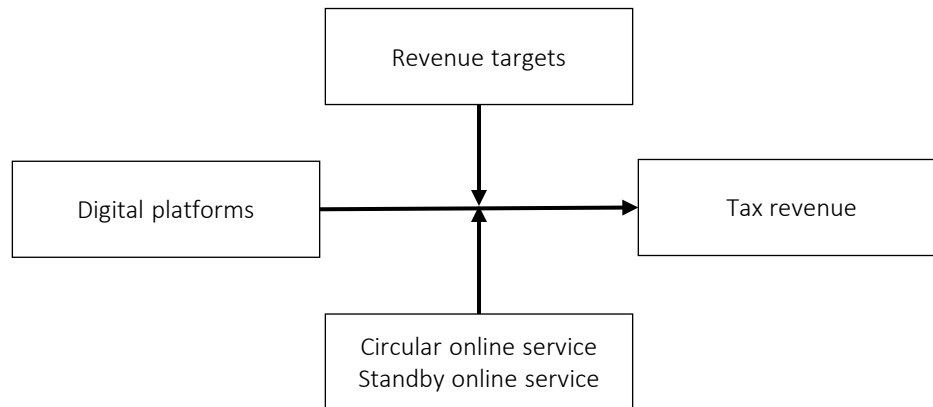 Revenue targets
Digital platforms
Tax revenue
Circular online service
Standby online service